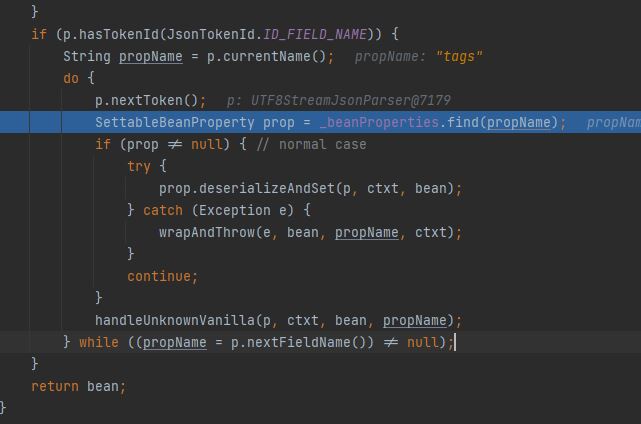 }
if (p.hasTokenId(JsonTokenId.ID_FIELD_NAME)) {
String propName = p.currentName(); propName: "tags"
do {
p.nextToken(); p: UTF8StreamJsonParser@7179
SettableBeanProperty prop = _beanProperties.find(propName); propNam
if (prop ≠ null) { // normal case
try {
prop.deserializeAndSet(p, ctxt, bean);
} catch (Exception e) {
wrapAndThrow(e, bean, propName, ctxt);
}
continue;
}
handleUnknownVanilla(p, ctxt, bean, propName);
} while ((propName = p.nextFieldName()) ≠ null);
}
return bean;
}